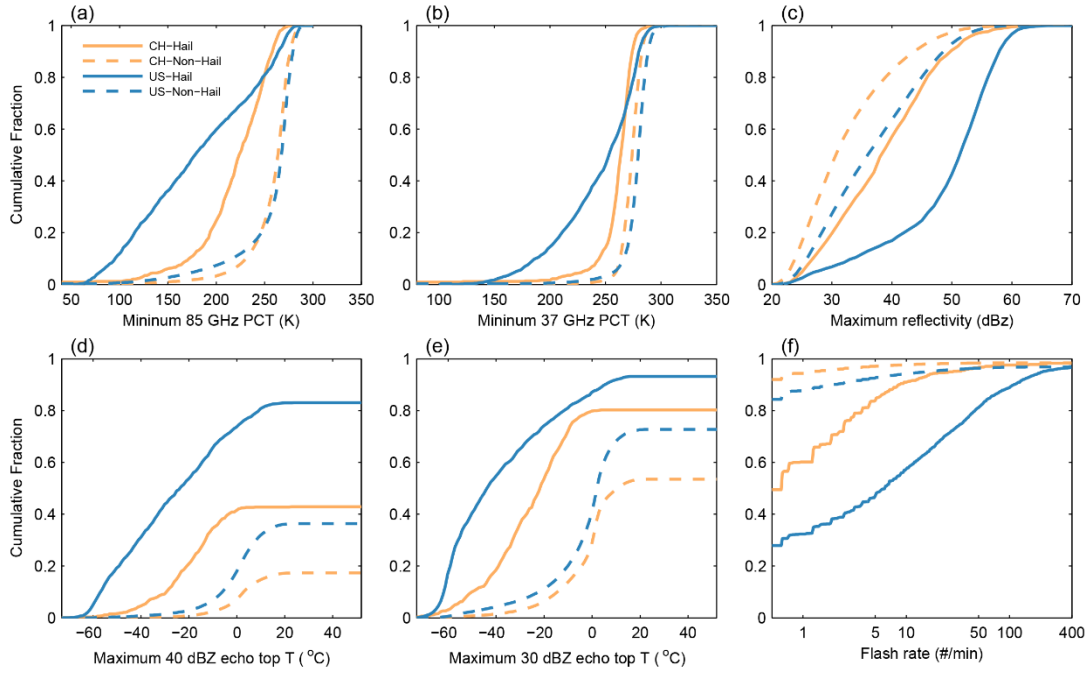 (a)
(b)
(c)
Cumulative Fraction
1
0.8
0.6
0.4
0.2
0
CH−Hail
CH−Non−Hail
US−Hail
US−Non−Hail
50 100 150 200 250 300 350
Mininum 85 GHz PCT (K)
1
0.8
0.6
0.4
0.2
0
100 150 200 250 300 350
Mininum 37 GHz PCT (K)
1
0.8
0.6
0.4
0.2
0
20 30 40 50 60 70
Maximum reflectivity (dBz)
(d)
(e)
(f)
Cumulative Fraction
1
0.8
0.6
0.4
0.2
0
−60 −40 −20 0 20 40
Maximum 40 dBZ echo top T ( °C)
1
0.8
0.6
0.4
0.2
0
−60 −40 −20 0 20 40
Maximum 30 dBZ echo top T ( °C)
1
0.8
0.6
0.4
0.2
0
1 5 10 50 100 400
Flash rate (#/min)